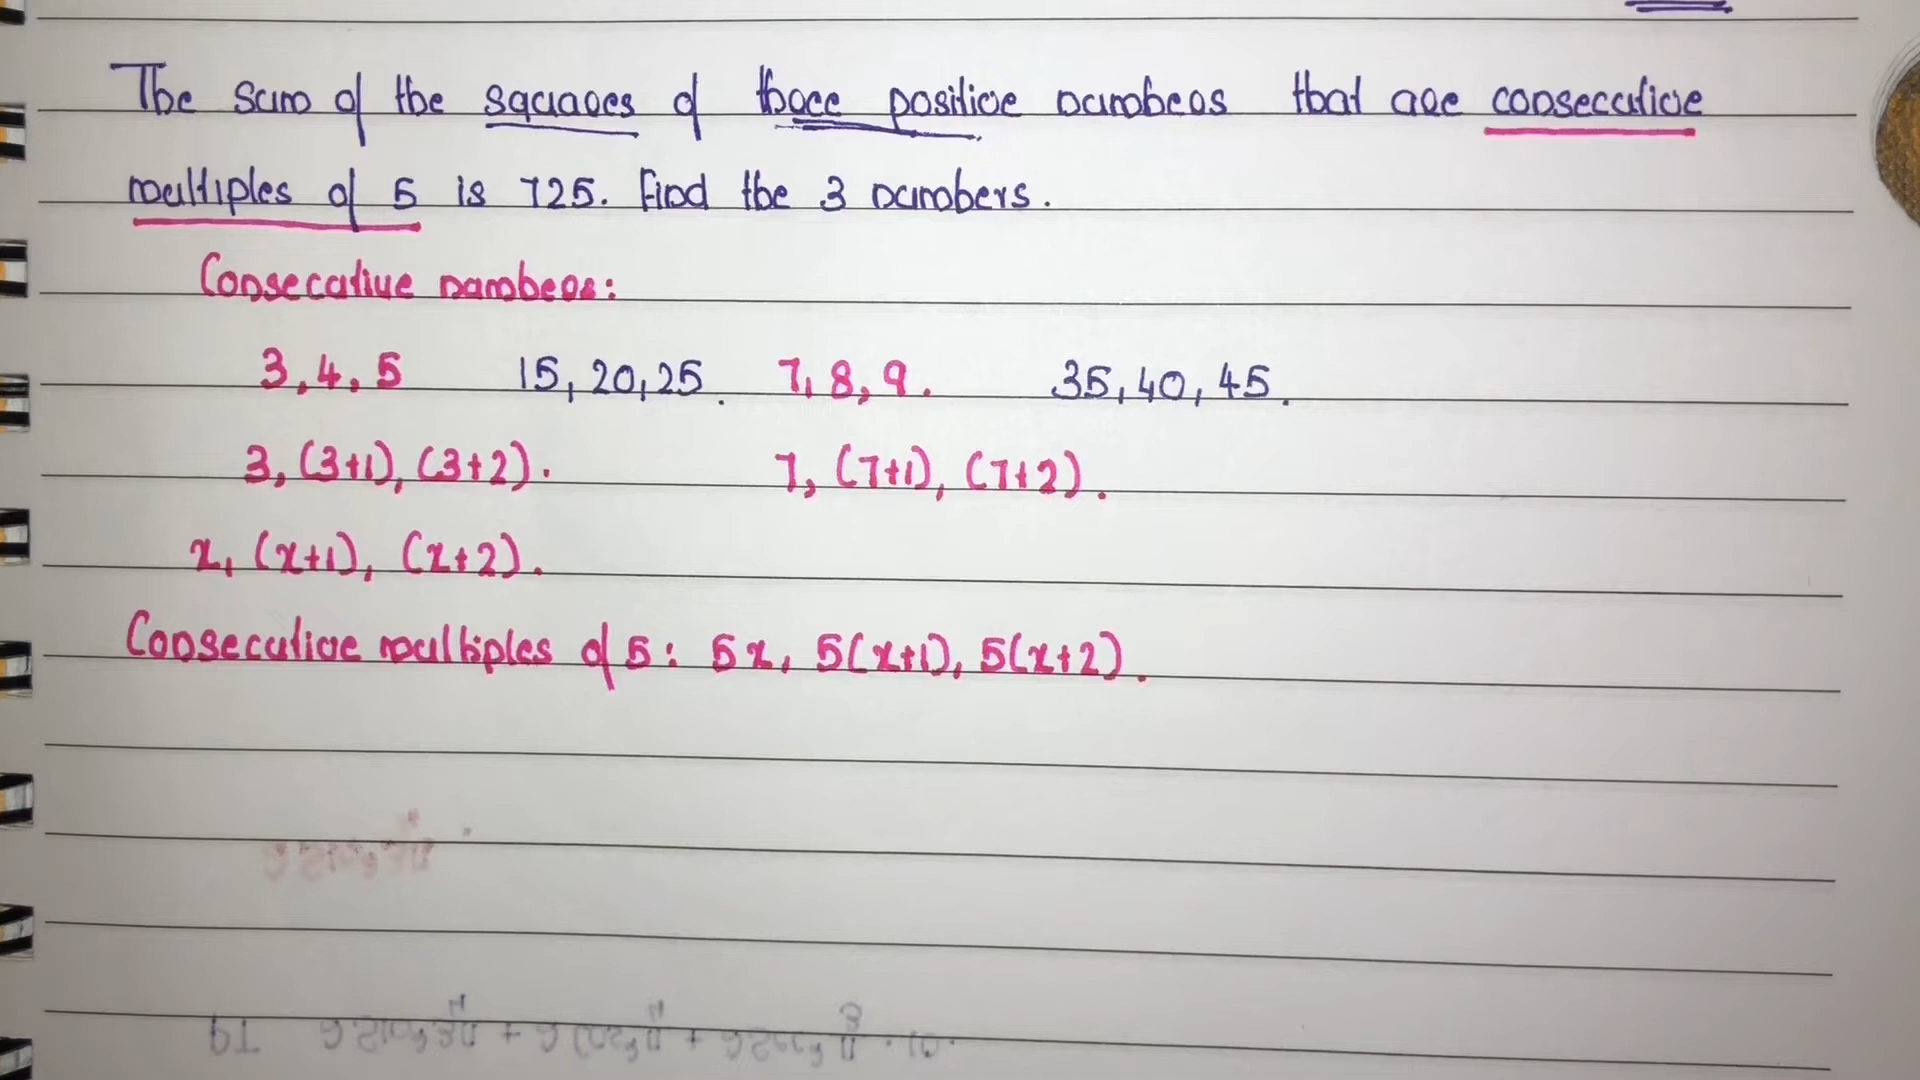 The sum of the squares of three positive numbers that are consecutive
multiples of 5 is 725. Find the 3 numbers.
Consecutive numbers:
3, 4, 5 15, 20, 25. 7, 8, 9. 35, 40, 45.
3, (3+1), (3+2). 7, (7+1), (7+2).
x, (x+1), (x+2).
Consecutive multiples of 5: 5x, 5(x+1), 5(x+2).